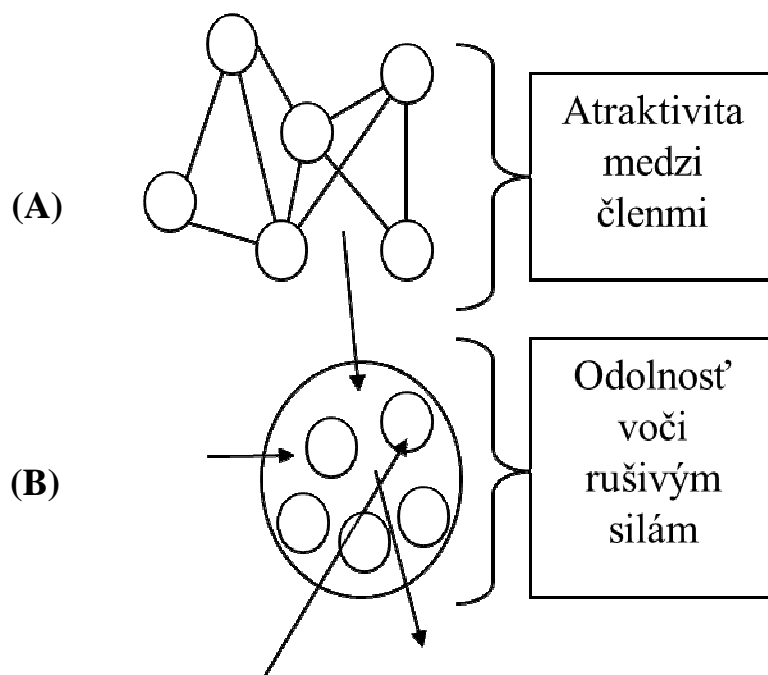 (A)
Atraktivita
medzi
členmi
(B)
Odolnosť
voči
rušivým
silám